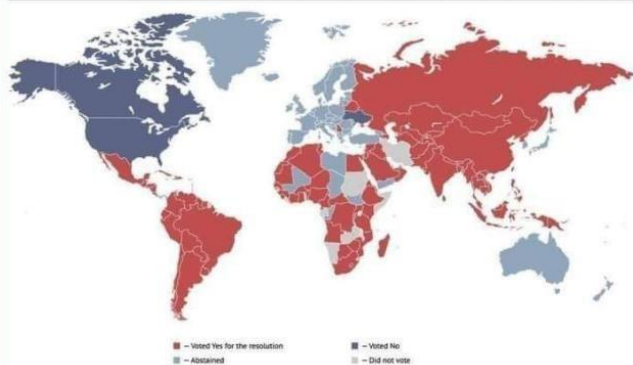 – Voted Yes for the resolution
– Voted No
– Abstained
– Did not vote